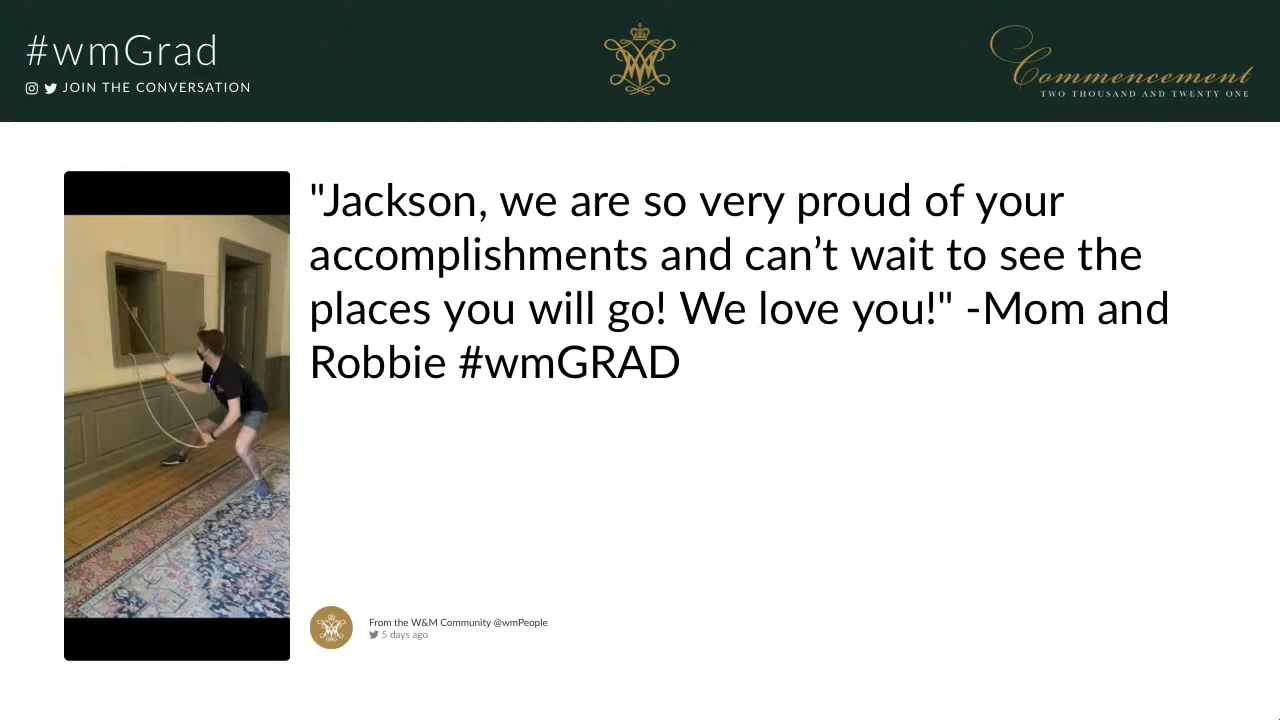 #wmGrad
JOIN THE CONVERSATION
Commencement
TWO THOUSAND AND TWENTY ONE
"Jackson, we are so very proud of your
accomplishments and can’t wait to see the
places you will go! We love you!" -Mom and
Robbie #wmGRAD
From the W&M Community @wmPeople
5 days ago